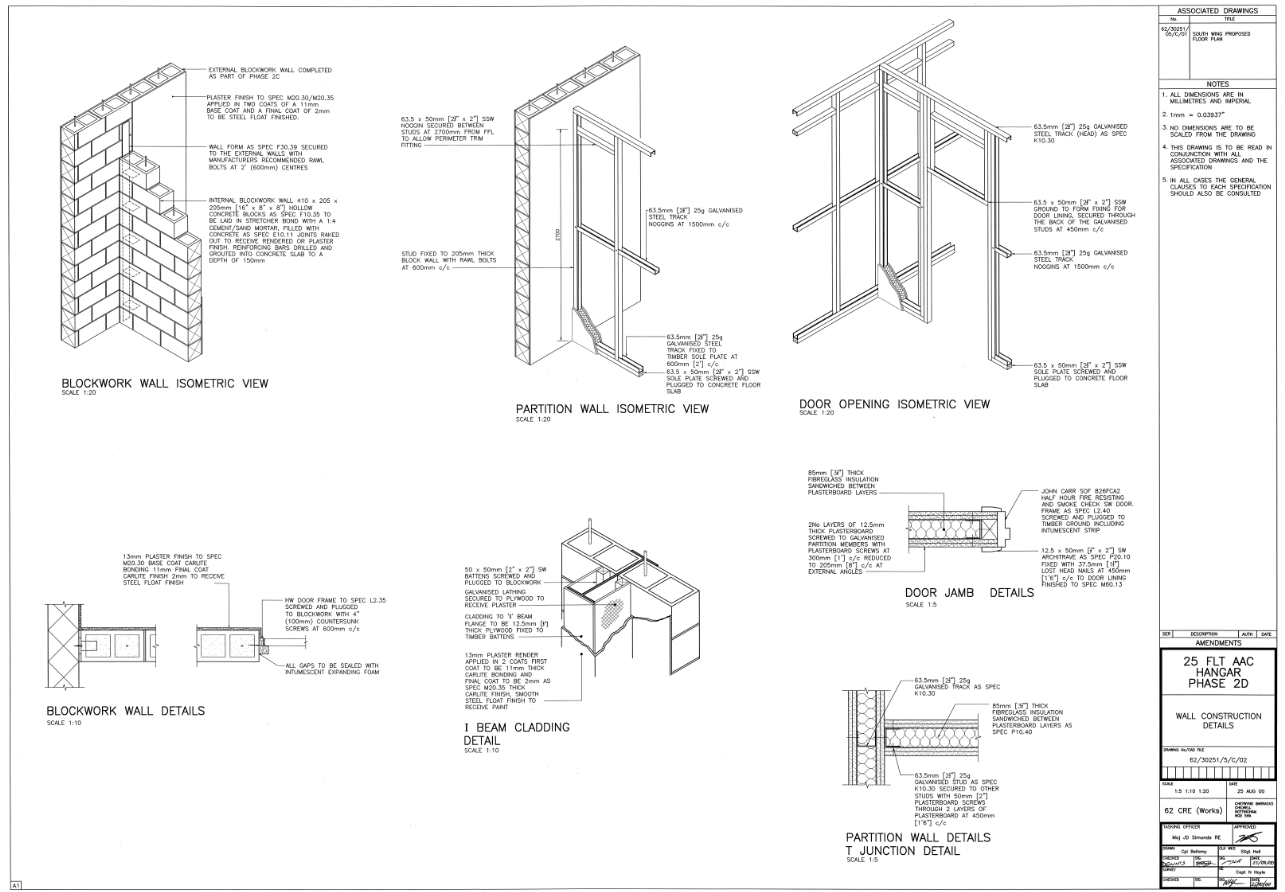 EXTERNAL BLOCKWORK WALL COMPLETED
AS PART OF PHASE 2C
PLASTER FINISH TO SPEC M20.30/M20.35
APPLIED IN TWO COATS OF A 11mm
BASE COAT AND A FINAL COAT OF 2mm
TO BE STEEL FLOAT FINISHED.
WALL FORM AS SPEC F30.39 SECURED
TO THE EXTERNAL WALLS WITH
MANUFACTURERS RECOMMENDED RAWL
BOLTS AT 2' (600mm) CENTRES
INTERNAL BLOCKWORK WALL 410 x 205 x
205mm [16" x 8" x 8"] HOLLOW
CONCRETE BLOCKS AS SPEC F10.35 TO
BE LAID IN STRETCHER BOND WITH A 1:4
CEMENT/SAND MORTAR, FILLED WITH
CONCRETE AS SPEC E10.11 JOINTS RAKED
OUT TO RECEIVE RENDERED OR PLASTER
FINISH. REINFORCING BARS DRILLED AND
GROUTED INTO CONCRETE SLAB TO A
DEPTH OF 150mm
BLOCKWORK WALL ISOMETRIC VIEW
SCALE 1:20
63.5 x 50mm x 2"] SSW
NOGGIN SECURED BETWEEN
STUDS AT 2700mm FROM FFL
TO ALLOW PERIMETER TRIM
FITTING
2700
63.5mm 25g GALVANISED
STEEL TRACK
NOGGINS AT 1500mm c/c
STUD FIXED TO 205mm THICK
BLOCK WALL WITH RAWL BOLTS
AT 600mm c/c
63.5mm 25g
GALVANISED STEEL
TRACK FIXED TO
TIMBER SOLE PLATE AT
600mm [2'] c/c
63.5 x 50mm x 2"] SSW
SOLE PLATE SCREWED AND
PLUGGED TO CONCRETE FLOOR
SLAB
PARTITION WALL ISOMETRIC VIEW
SCALE 1:20
63.5mm 25g GALVANISED
STEEL TRACK (HEAD) AS SPEC
K10.30
63.5 x 50mm x 2"] SSW
GROUND TO FORM FIXING FOR
DOOR LINING, SECURED THROUGH
THE BACK OF THE GALVANISED
STUDS AT 450mm c/c
63.5mm 25g GALVANISED
STEEL TRACK
NOGGINS AT 1500mm c/c
63.5 x 50mm x 2"] SSW
SOLE PLATE SCREWED AND
PLUGGED TO CONCRETE FLOOR
SLAB
DOOR OPENING ISOMETRIC VIEW
SCALE 1:20
13mm PLASTER FINISH TO SPEC
M20.30 BASE COAT CARLITE
BONDING 11mm FINAL COAT
CARLITE FINISH 2mm TO RECEIVE
STEEL FLOAT FINISH
HW DOOR FRAME TO SPEC L2.35
SCREWED AND PLUGGED
TO BLOCKWORK WITH 4"
(100mm) COUNTERSUNK
SCREWS AT 600mm c/c
ALL GAPS TO BE SEALED WITH
INTUMESCENT EXPANDING FOAM
BLOCKWORK WALL DETAILS
SCALE 1:10
50 x 50mm [2" x 2"] SW
BATTENS SCREWED AND
PLUGGED TO BLOCKWORK
GALVANISED LATHING
SECURED TO PLYWOOD TO
RECEIVE PLASTER
CLADDING TO 'I' BEAM
FLANGE TO BE 12.5mm
THICK PLYWOOD FIXED TO
TIMBER BATTENS
13mm PLASTER RENDER
APPLIED IN 2 COATS FIRST
COAT TO BE 11mm THICK
CARLITE BONDING AND
FINAL COAT TO BE 2mm AS
SPEC M20.35 THICK
CARLITE FINISH, SMOOTH
STEEL FLOAT FINISH TO
RECEIVE PAINT
I BEAM CLADDING
DETAIL
SCALE 1:10
85mm THICK
FIBREGLASS INSULATION
SANDWICHED BETWEEN
PLASTERBOARD LAYERS
2No LAYERS OF 12.5mm
THICK PLASTERBOARD
SCREWED TO GALVANISED
PARTITION MEMBERS WITH
PLASTERBOARD SCREWS AT
300mm [1'] c/c REDUCED
TO 205mm [8"] c/c AT
EXTERNAL ANGLES
JOHN CARR SOF 826FCA2
HALF HOUR FIRE RESISTING
AND SMOKE CHECK SW DOOR.
FRAME AS SPEC L2.40
SCREWED AND PLUGGED TO
TIMBER GROUND INCLUDING
INTUMESCENT STRIP
12.5 x 50mm x 2"] SW
ARCHITRAVE AS SPEC P20.10
FIXED WITH 37.5mm
LOST HEAD NAILS AT 450mm
[1'6"] c/c TO DOOR LINING
FINISHED TO SPEC M60.13
DOOR JAMB DETAILS
SCALE 1:5
63.5mm 25g
GALVANISED TRACK AS SPEC
K10.30
85mm THICK
FIBREGLASS INSULATION
SANDWICHED BETWEEN
PLASTERBOARD LAYERS AS
SPEC P10.40
63.5mm 25g
GALVANISED STUD AS SPEC
K10.30 SECURED TO OTHER
STUDS WITH 50mm [2"]
PLASTERBOARD SCREWS
THROUGH 2 LAYERS OF
PLASTERBOARD AT 450mm
[1'6"] c/c
PARTITION WALL DETAILS
T JUNCTION DETAIL
SCALE 1:5
A1
ASSOCIATED DRAWINGS
No. TITLE
62/30251/
05/C/01
SOUTH WING PROPOSED
FLOOR PLAN
NOTES
1. ALL DIMENSIONS ARE IN
MILLIMETRES AND IMPERIAL
2. 1mm = 0.03937"
3. NO DIMENSIONS ARE TO BE
SCALED FROM THE DRAWING
4. THIS DRAWING IS TO BE READ IN
CONJUNCTION WITH ALL
ASSOCIATED DRAWINGS AND THE
SPECIFICATION
5. IN ALL CASES THE GENERAL
CLAUSES TO EACH SPECIFICATION
SHOULD ALSO BE CONSULTED
SER DESCRIPTION AUTH DATE
AMENDMENTS
25 FLT AAC
HANGAR
PHASE 2D
WALL CONSTRUCTION
DETAILS
DRAWING No/CAD FILE
62/30251/5/C/02
SCALE DATE
1:5 1:10 1:20 25 AUG 00
62 CRE (Works)
CHETWYND BARRACKS
CHILWELL
NOTTINGHAM
TASKING OFFICER APPROVED
Maj JD Simonds RE
DRAWN
Cpl Bellamy
SSgt Hall
CHECKED
SURVEY
Capt N Hoyle
CHECKED